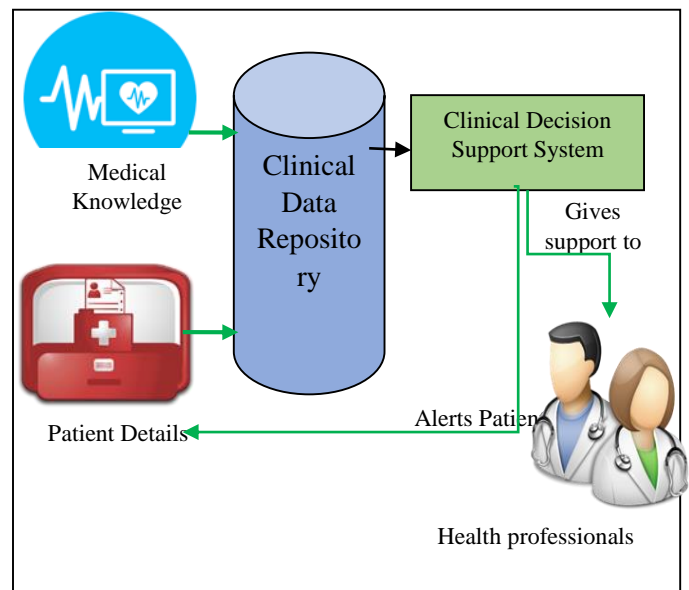 Medical
Knowledge
Clinical
Data
Reposito
ry
Clinical Decision
Support System
Gives
support to
Patient Details
Alerts Patien
Health professionals